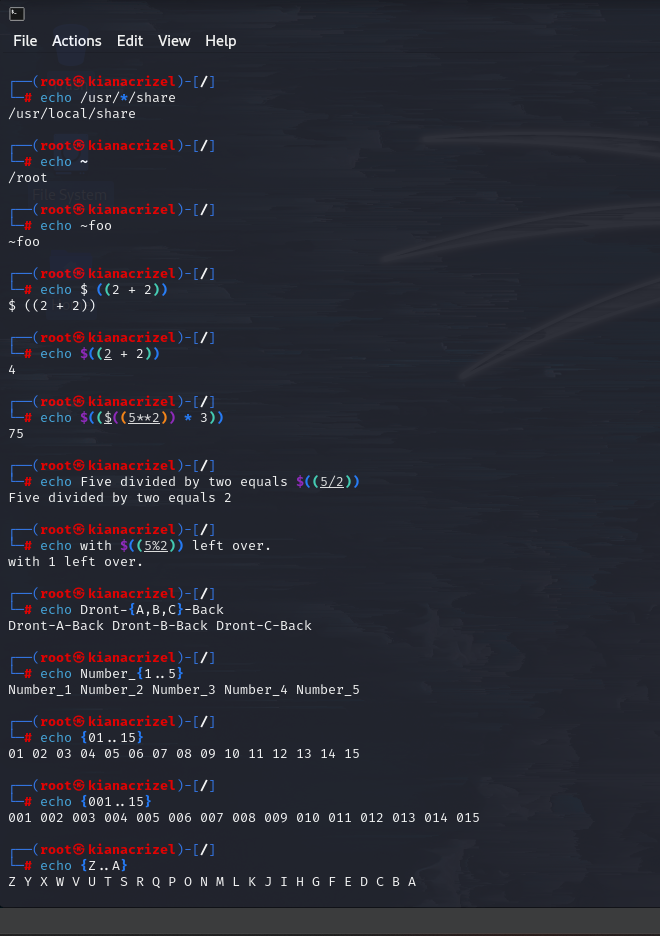 File Actions Edit View Help
┌──(root㉿kianacrizel)-[/]
└─# echo /usr/*/share
/usr/local/share
┌──(root㉿kianacrizel)-[/]
└─# echo ~
/root
File System
┌──(root㉿kianacrizel)-[/]
└─# echo ~foo
~foo
┌──(root㉿kianacrizel)-[/]
└─# echo $ ((2 + 2))
$ ((2 + 2))
┌──(root㉿kianacrizel)-[/]
└─# echo $((2 + 2))
4
┌──(root㉿kianacrizel)-[/]
└─# echo $(($((5**2)) * 3))
75
┌──(root㉿kianacrizel)-[/]
└─# echo Five divided by two equals $((5/2))
Five divided by two equals 2
┌──(root㉿kianacrizel)-[/]
└─# echo with $((5%2)) left over.
with 1 left over.
┌──(root㉿kianacrizel)-[/]
└─# echo Dront-{A,B,C}-Back
Dront-A-Back Dront-B-Back Dront-C-Back
┌──(root㉿kianacrizel)-[/]
└─# echo Number_{1..5}
Number_1 Number_2 Number_3 Number_4 Number_5
┌──(root㉿kianacrizel)-[/]
└─# echo {01..15}
01 02 03 04 05 06 07 08 09 10 11 12 13 14 15
┌──(root㉿kianacrizel)-[/]
└─# echo {001..15}
001 002 003 004 005 006 007 008 009 010 011 012 013 014 015
┌──(root㉿kianacrizel)-[/]
└─# echo {Z..A}
Z Y X W V U T S R Q P O N M L K J I H G F E D C B A